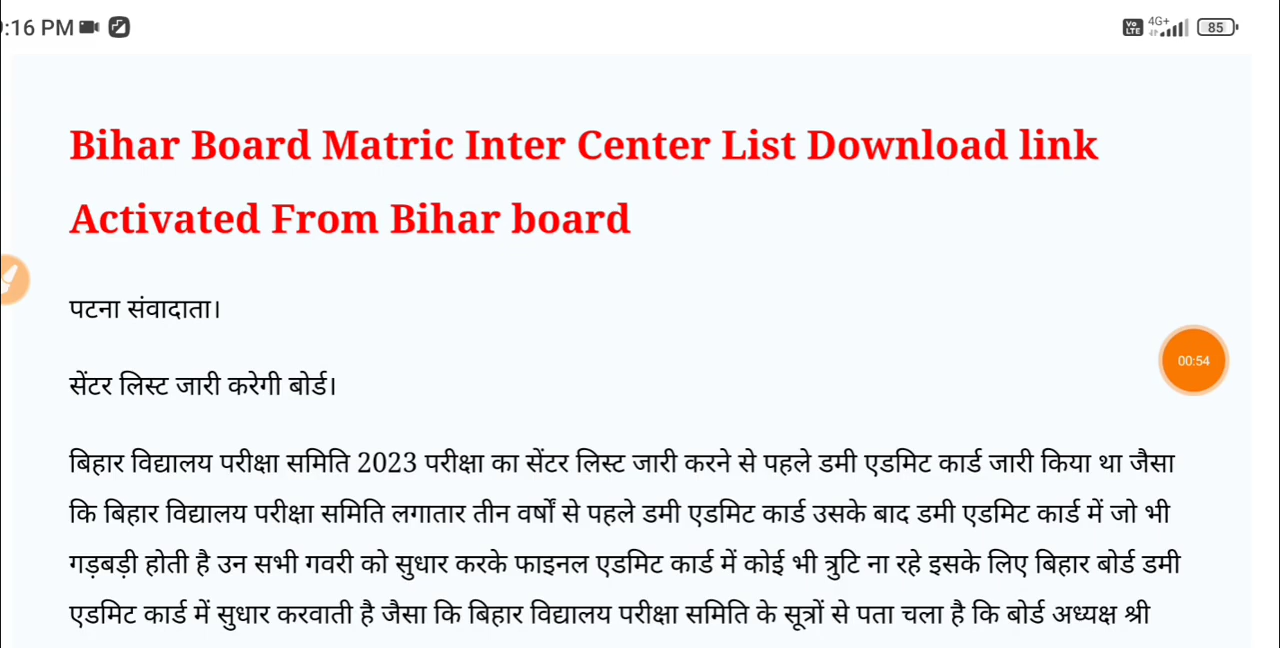 :16 PM
Vo LTE 4G+ 85
Bihar Board Matric Inter Center List Download link
Activated From Bihar board
पटना संवादाता।
सेंटर लिस्ट जारी करेगी बोर्ड।
00:54
बिहार विद्यालय परीक्षा समिति 2023 परीक्षा का सेंटर लिस्ट जारी करने से पहले डमी एडमिट कार्ड जारी किया था जैसा
कि बिहार विद्यालय परीक्षा समिति लगातार तीन वर्षों से पहले डमी एडमिट कार्ड उसके बाद डमी एडमिट कार्ड में जो भी
गड़बड़ी होती है उन सभी गवरी को सुधार करके फाइनल एडमिट कार्ड में कोई भी त्रुटि ना रहे इसके लिए बिहार बोर्ड डमी
एडमिट कार्ड में सुधार करवाती है जैसा कि बिहार विद्यालय परीक्षा समिति के सूत्रों से पता चला है कि बोर्ड अध्यक्ष श्री